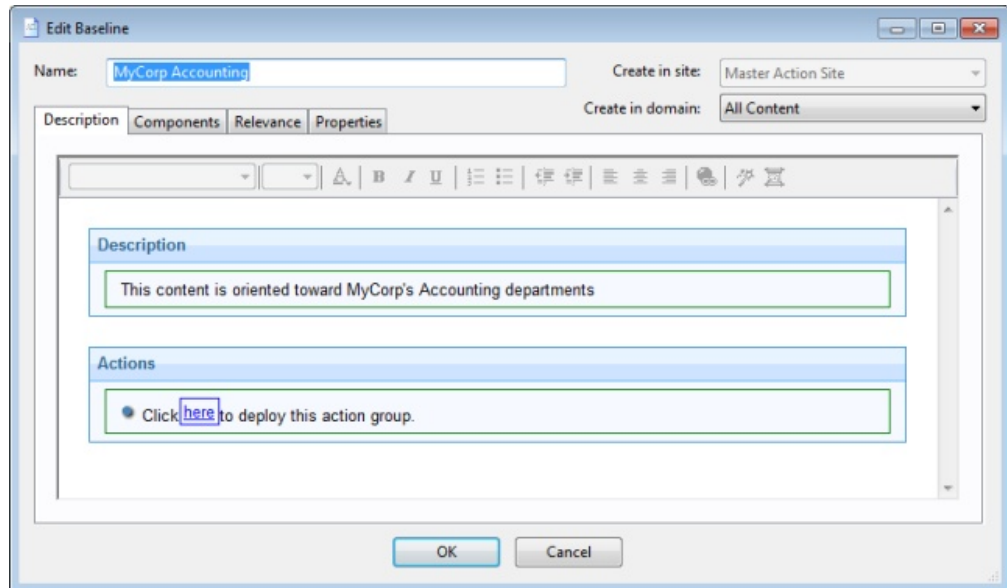 Edit Baseline
Name: MyCorp Accounting Create in site: Master Action Site
Create in domain: All Content
Description Components Relevance Properties
A B I U
Description
This content is oriented toward MyCorp's Accounting departments
Actions
Click here to deploy this action group.
OK Cancel